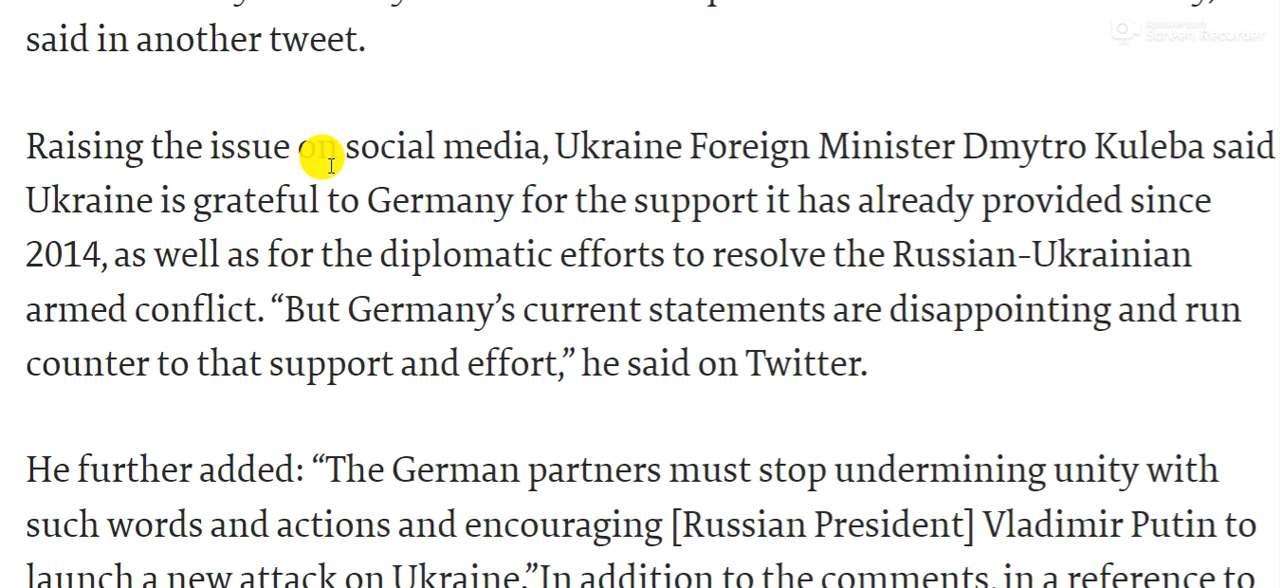 said in another tweet.
Screen Recorder
Raising the issue on social media, Ukraine Foreign Minister Dmytro Kuleba said
Ukraine is grateful to Germany for the support it has already provided since
2014, as well as for the diplomatic efforts to resolve the Russian-Ukrainian
armed conflict. “But Germany’s current statements are disappointing and run
counter to that support and effort,” he said on Twitter.
He further added: “The German partners must stop undermining unity with
such words and actions and encouraging [Russian President] Vladimir Putin to
launch a new attack on Ukraine.”In addition to the comments, in a reference to